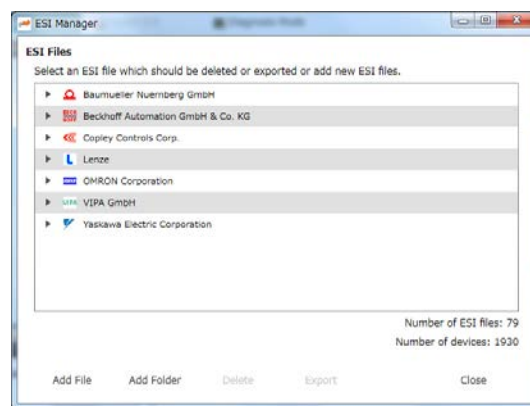 ESI Manager
ESI Files
Select an ESI file which should be deleted or exported or add new ESI files.
Baumueller Nuernberg GmbH
Beckhoff Automation GmbH & Co. KG
Copley Controls Corp.
L Lenze
OMRON Corporation
VIPA VIPA GmbH
Yaskawa Electric Corporation
Number of ESI files: 79
Number of devices: 1930
Add File Add Folder Delete Export Close